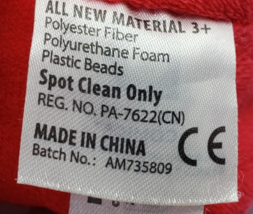 ALL NEW MATERIAL 3+
Polyester Fiber
Polyurethane Foam
Plastic Beads
Spot Clean Only
REG. NO. PA-7622(CN)
MADE IN CHINA
Batch No.: AM735809
CE